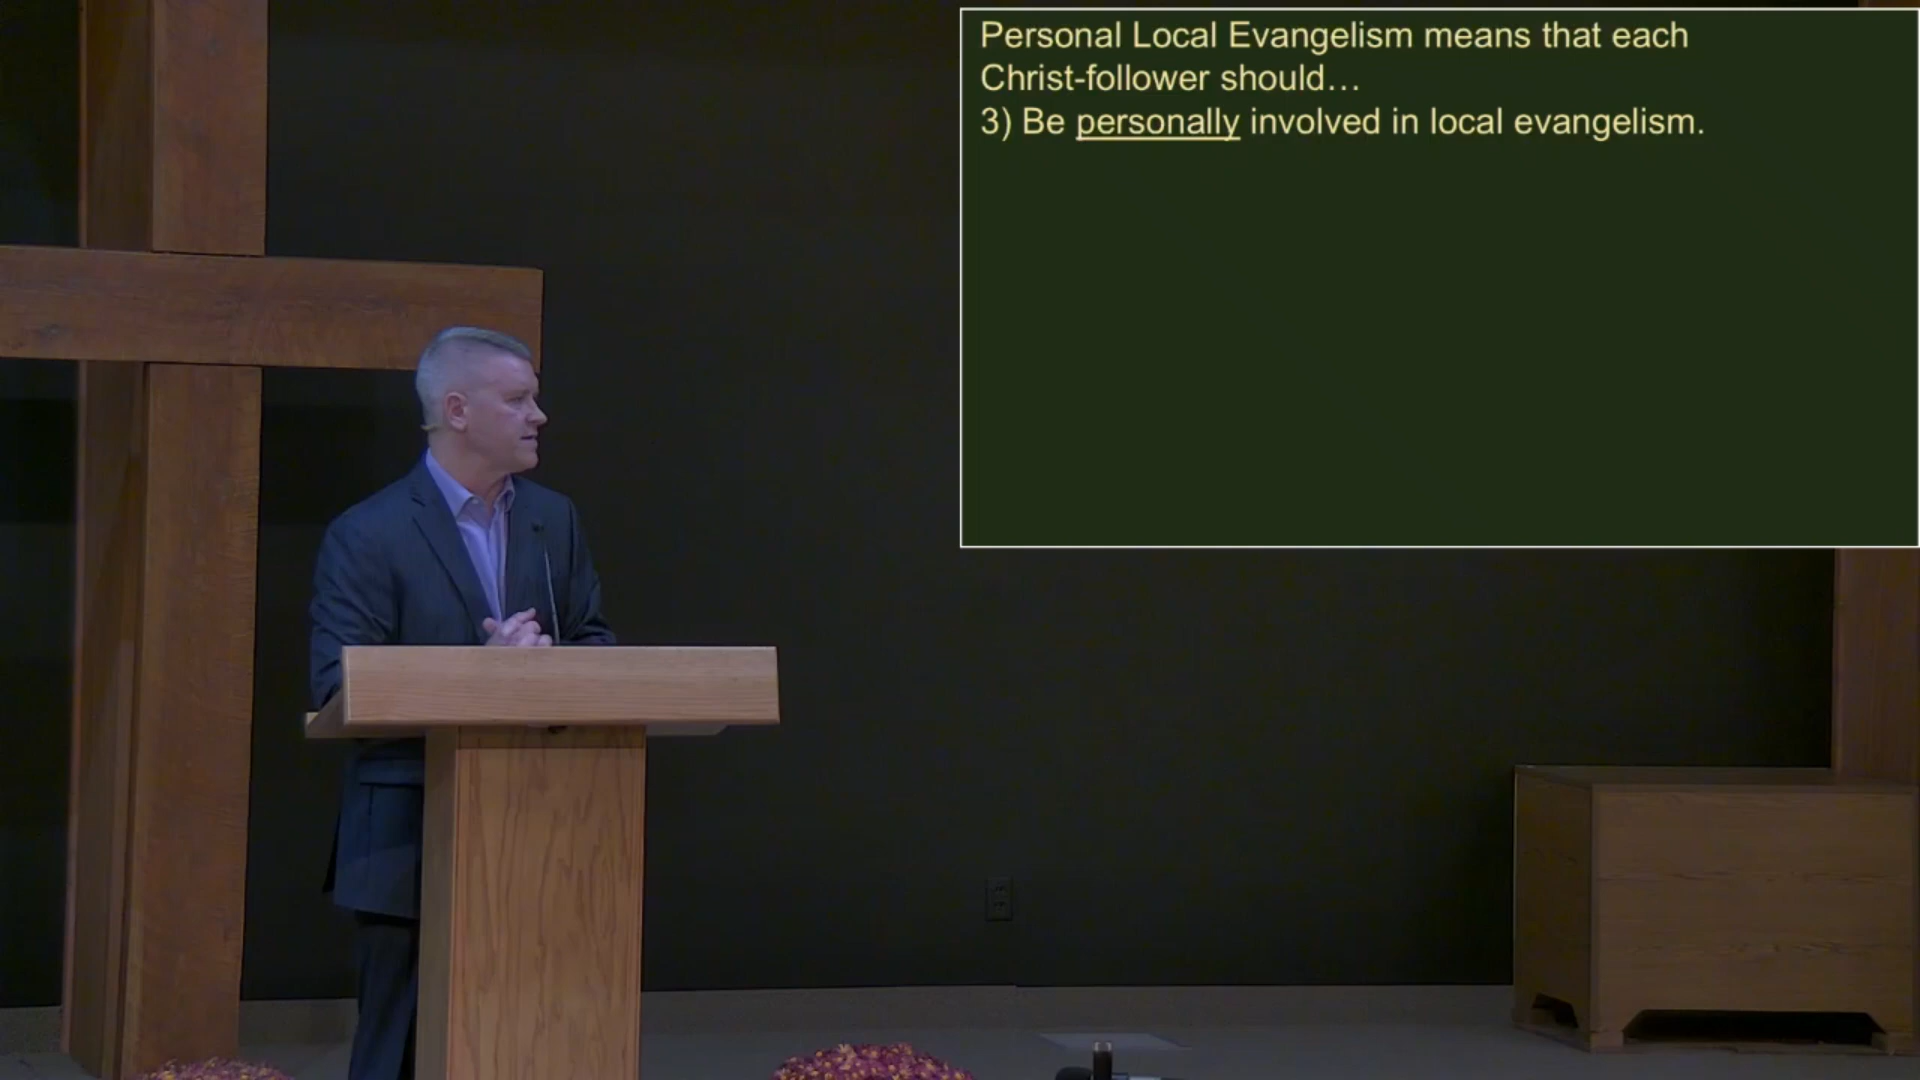 Personal Local Evangelism means that each
Christ-follower should…
3) Be personally involved in local evangelism.